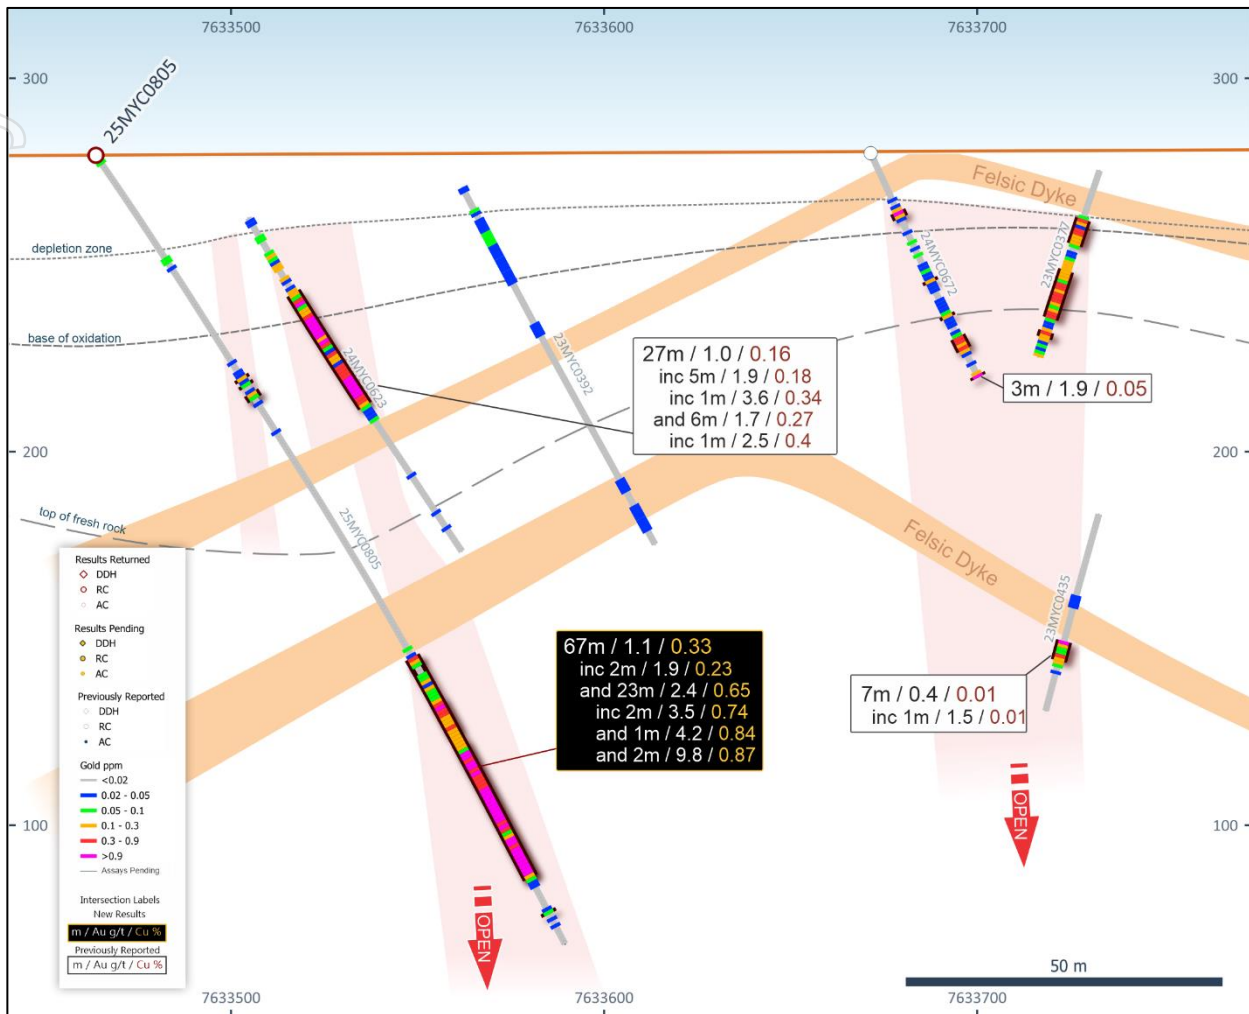 7633500
7633600
7633700
300
300
25MYC0805
Felsic Dyke
depletion zone
24MYC0672
23MYC0377
base of oxidation
24MYC0623
23MYC0392
27m / 1.0 / 0.16
inc 5m / 1.9 / 0.18
inc 1m / 3.6 / 0.34
and 6m / 1.7 / 0.27
inc 1m / 2.5 / 0.4
3m / 1.9 / 0.05
200
200
top of fresh rock
25MYC0805
Felsic Dyke
23MYC0435
67m / 1.1 / 0.33
inc 2m / 1.9 / 0.23
and 23m / 2.4 / 0.65
inc 2m / 3.5 / 0.74
and 1m / 4.2 / 0.84
and 2m / 9.8 / 0.87
7m / 0.4 / 0.01
inc 1m / 1.5 / 0.01
100
100
OPEN
OPEN
Results Returned
DDH
RC
AC
Results Pending
DDH
RC
AC
Previously Reported
DDH
RC
AC
Gold ppm
<0.02
0.02 - 0.05
0.05 - 0.1
0.1 - 0.3
0.3 - 0.9
>0.9
Assays Pending
Intersection Labels
New Results
m / Au g/t / Cu %
Previously Reported
m / Au g/t / Cu %
50 m
7633500
7633600
7633700